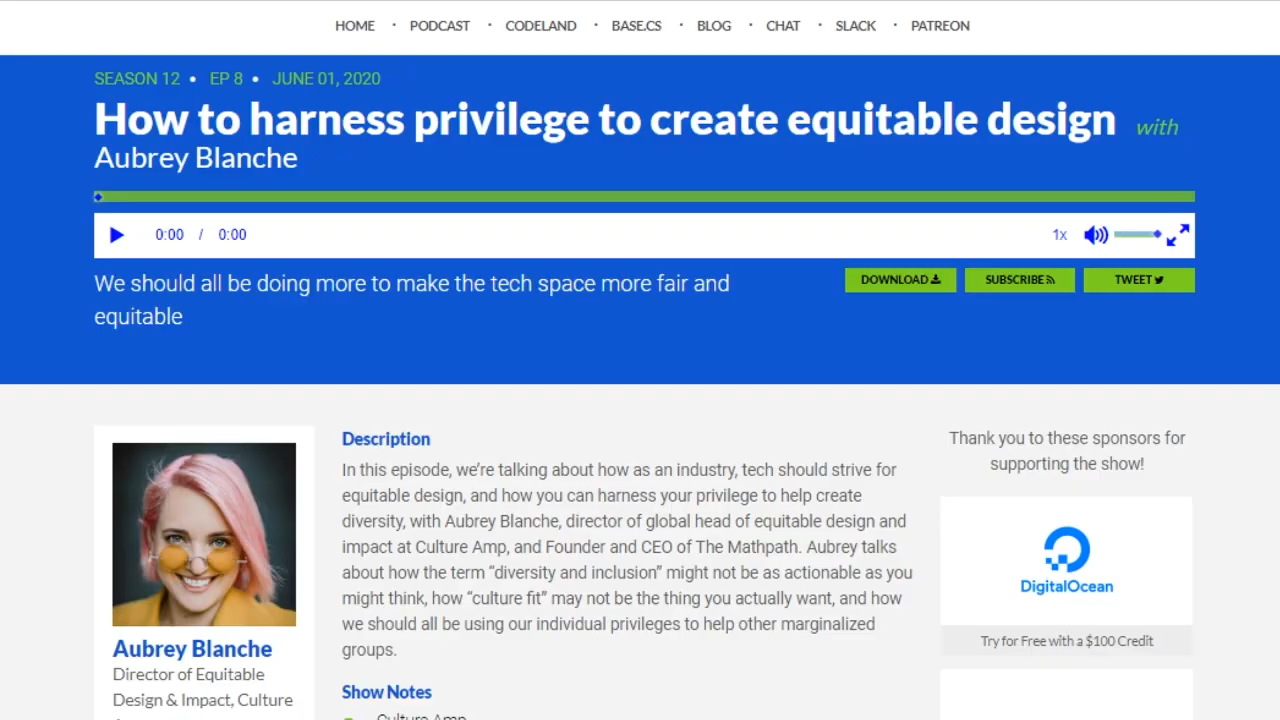 HOME • PODCAST • CODELAND • BASE.CS • BLOG • CHAT • SLACK • PATREON
SEASON 12 • EP 8 • JUNE 01, 2020
How to harness privilege to create equitable design with
Aubrey Blanche
0:00 / 0:00 1x
We should all be doing more to make the tech space more fair and
equitable
DOWNLOAD SUBSCRIBE TWEET
Aubrey Blanche
Director of Equitable
Design & Impact, Culture
Description
In this episode, we’re talking about how as an industry, tech should strive for
equitable design, and how you can harness your privilege to help create
diversity, with Aubrey Blanche, director of global head of equitable design and
impact at Culture Amp, and Founder and CEO of The Mathpath. Aubrey talks
about how the term “diversity and inclusion” might not be as actionable as you
might think, how “culture fit” may not be the thing you actually want, and how
we should all be using our individual privileges to help other marginalized
groups.
Show Notes
Culture Amp
Thank you to these sponsors for
supporting the show!
DigitalOcean
Try for Free with a $100 Credit